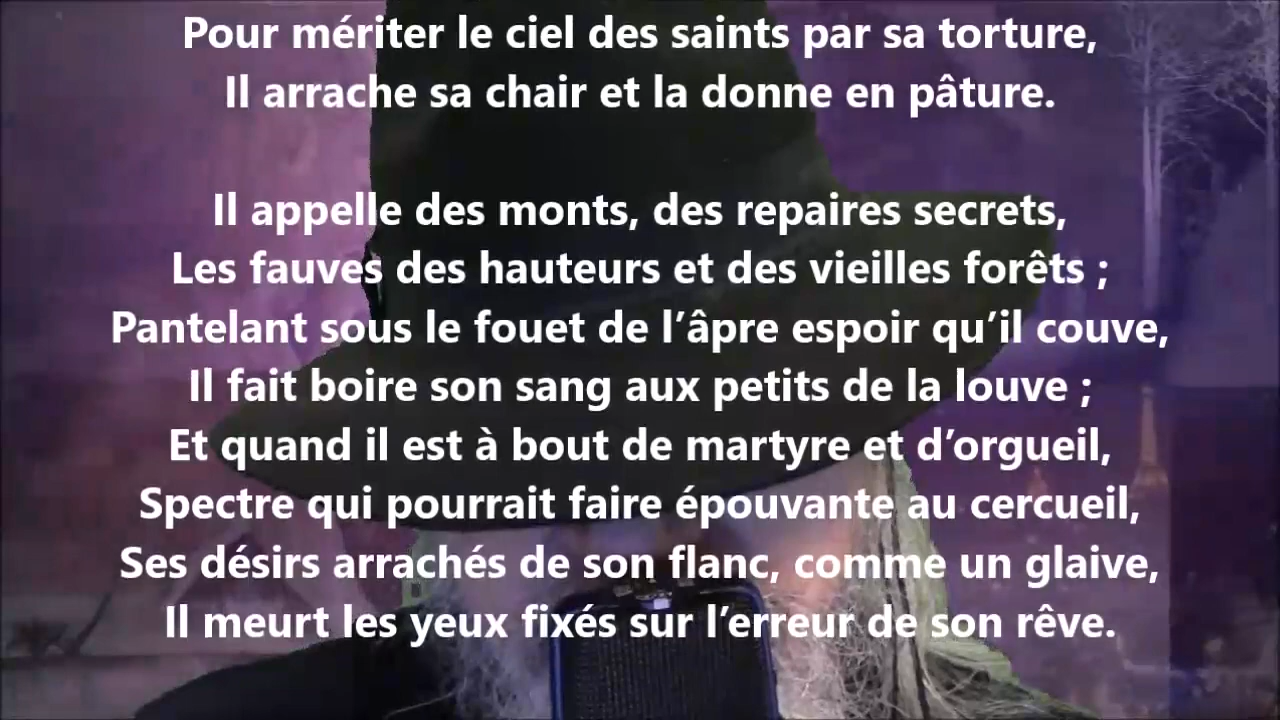 Pour mériter le ciel des saints par sa torture,
Il arrache sa chair et la donne en pâture.
Il appelle des monts, des repaires secrets,
Les fauves des hauteurs et des vieilles forêts ;
Pantelant sous le fouet de l’âpre espoir qu’il couve,
Il fait boire son sang aux petits de la louve ;
Et quand il est à bout de martyre et d’orgueil,
Spectre qui pourrait faire épouvante au cercueil,
Ses désirs arrachés de son flanc, comme un glaive,
Il meurt les yeux fixés sur l’erreur de son rêve.